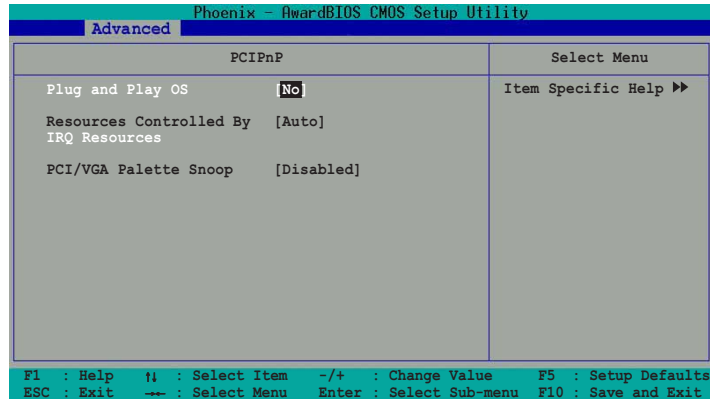 Phoenix - AwardBIOS CMOS Setup Utility
Advanced
PCIPnP
Select Menu
Plug and Play OS [No]
Item Specific Help ▶▶
Resources Controlled By [Auto]
IRQ Resources
PCI/VGA Palette Snoop [Disabled]
F1 : Help ↑↓ : Select Item -/+ : Change Value F5 : Setup Defaults
ESC : Exit →← : Select Menu Enter : Select Sub-menu F10 : Save and Exit